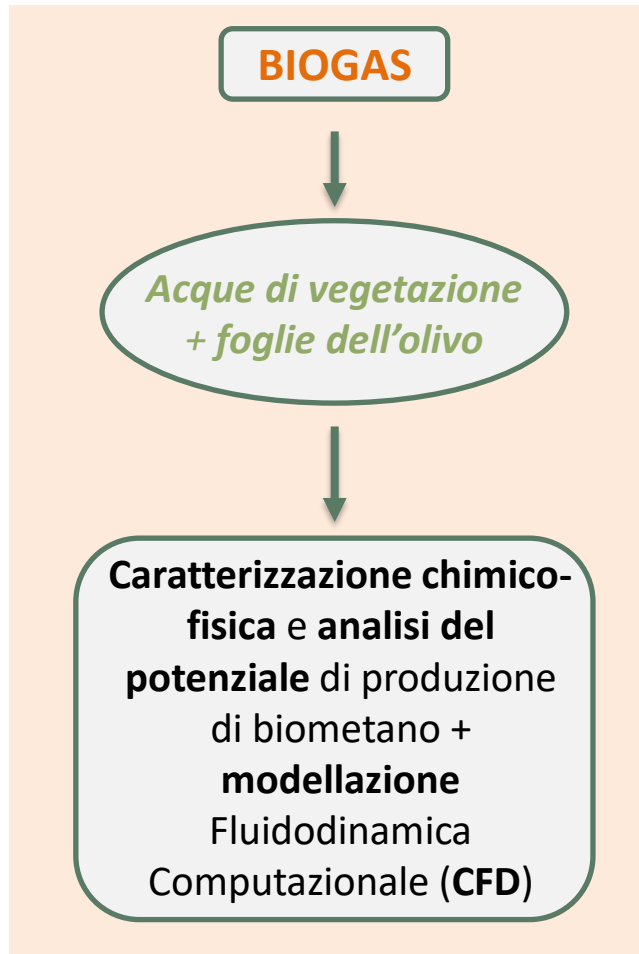 BIOGAS
Acque di vegetazione
+ foglie dell’olivo
Caratterizzazione chimico-
fisica e analisi del
potenziale di produzione
di biometano +
modellazione
Fluidodinamica
Computazionale (CFD)